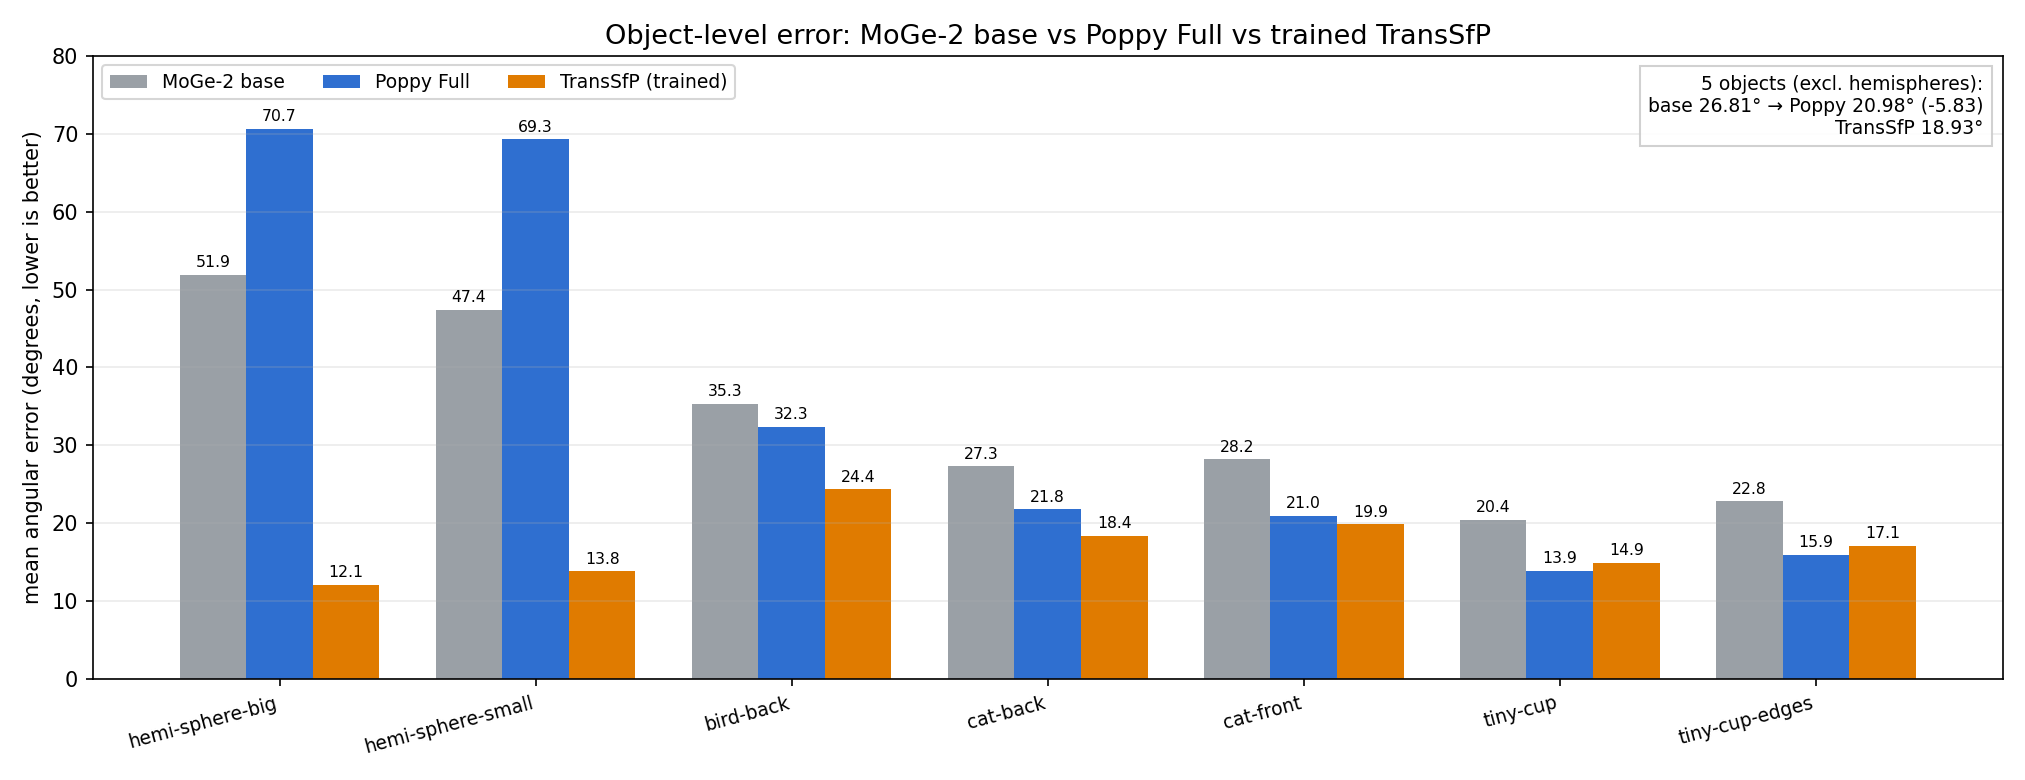 Object-level error: MoGe-2 base vs Poppy Full vs trained TransSfP
mean angular error (degrees, lower is better)
80
70
60
50
40
30
20
10
0
MoGe-2 base
Poppy Full
TransSfP (trained)
5 objects (excl. hemispheres):
base 26.81° → Poppy 20.98° (-5.83)
TransSfP 18.93°
51.9
70.7
12.1
47.4
69.3
13.8
35.3
32.3
24.4
27.3
21.8
18.4
28.2
21.0
19.9
20.4
13.9
14.9
22.8
15.9
17.1
hemi-sphere-big
hemi-sphere-small
bird-back
cat-back
cat-front
tiny-cup
tiny-cup-edges